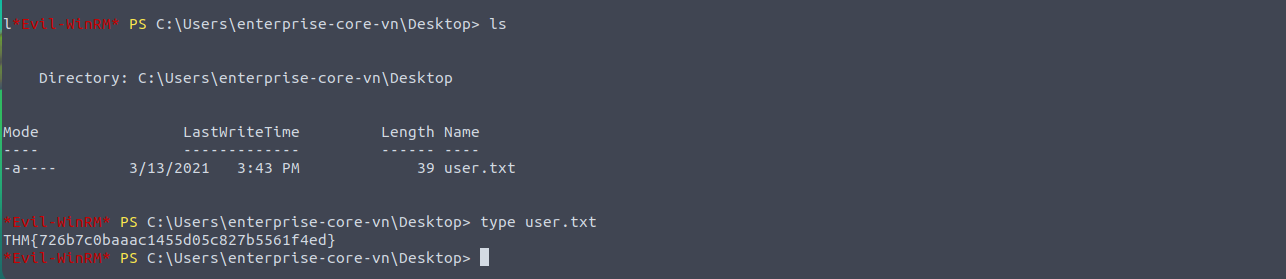 l*Evil-WinRM* PS C:\Users\enterprise-core-vn\Desktop> ls
Directory: C:\Users\enterprise-core-vn\Desktop
Mode                LastWriteTime         Length Name
----                -------------         ------ ----
-a----        3/13/2021   3:43 PM             39 user.txt
*Evil-WinRM* PS C:\Users\enterprise-core-vn\Desktop> type user.txt
THM{726b7c0baaac1455d05c827b5561f4ed}
*Evil-WinRM* PS C:\Users\enterprise-core-vn\Desktop>